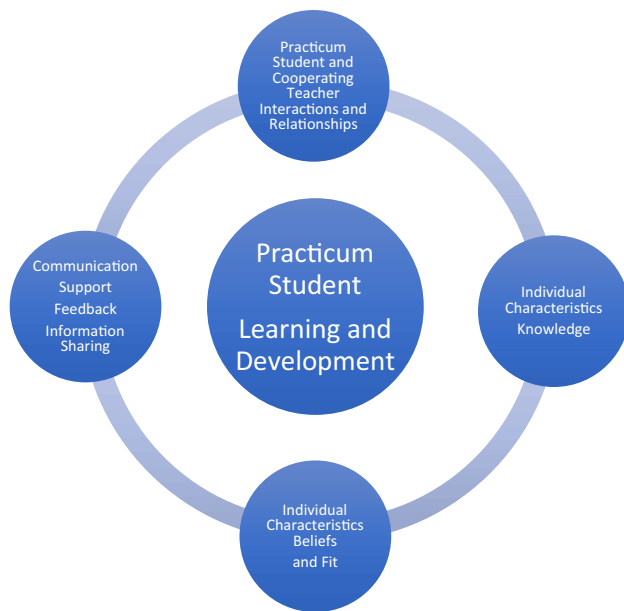 Practicum
Student and
Cooperating
Teacher
Interactions and
Relationships
Communication
Support
Feedback
Information
Sharing
Practicum
Student
Learning and
Development
Individual
Characteristics
Knowledge
Individual
Characteristics
Beliefs
and Fit